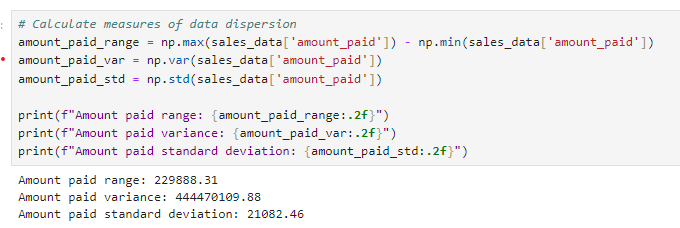 # Calculate measures of data dispersion
amount_paid_range = np.max(sales_data['amount_paid']) - np.min(sales_data['amount_paid'])
amount_paid_var = np.var(sales_data['amount_paid'])
amount_paid_std = np.std(sales_data['amount_paid'])
print(f"Amount paid range: {amount_paid_range:.2f}")
print(f"Amount paid variance: {amount_paid_var:.2f}")
print(f"Amount paid standard deviation: {amount_paid_std:.2f}")
Amount paid range: 229888.31
Amount paid variance: 444470109.88
Amount paid standard deviation: 21082.46